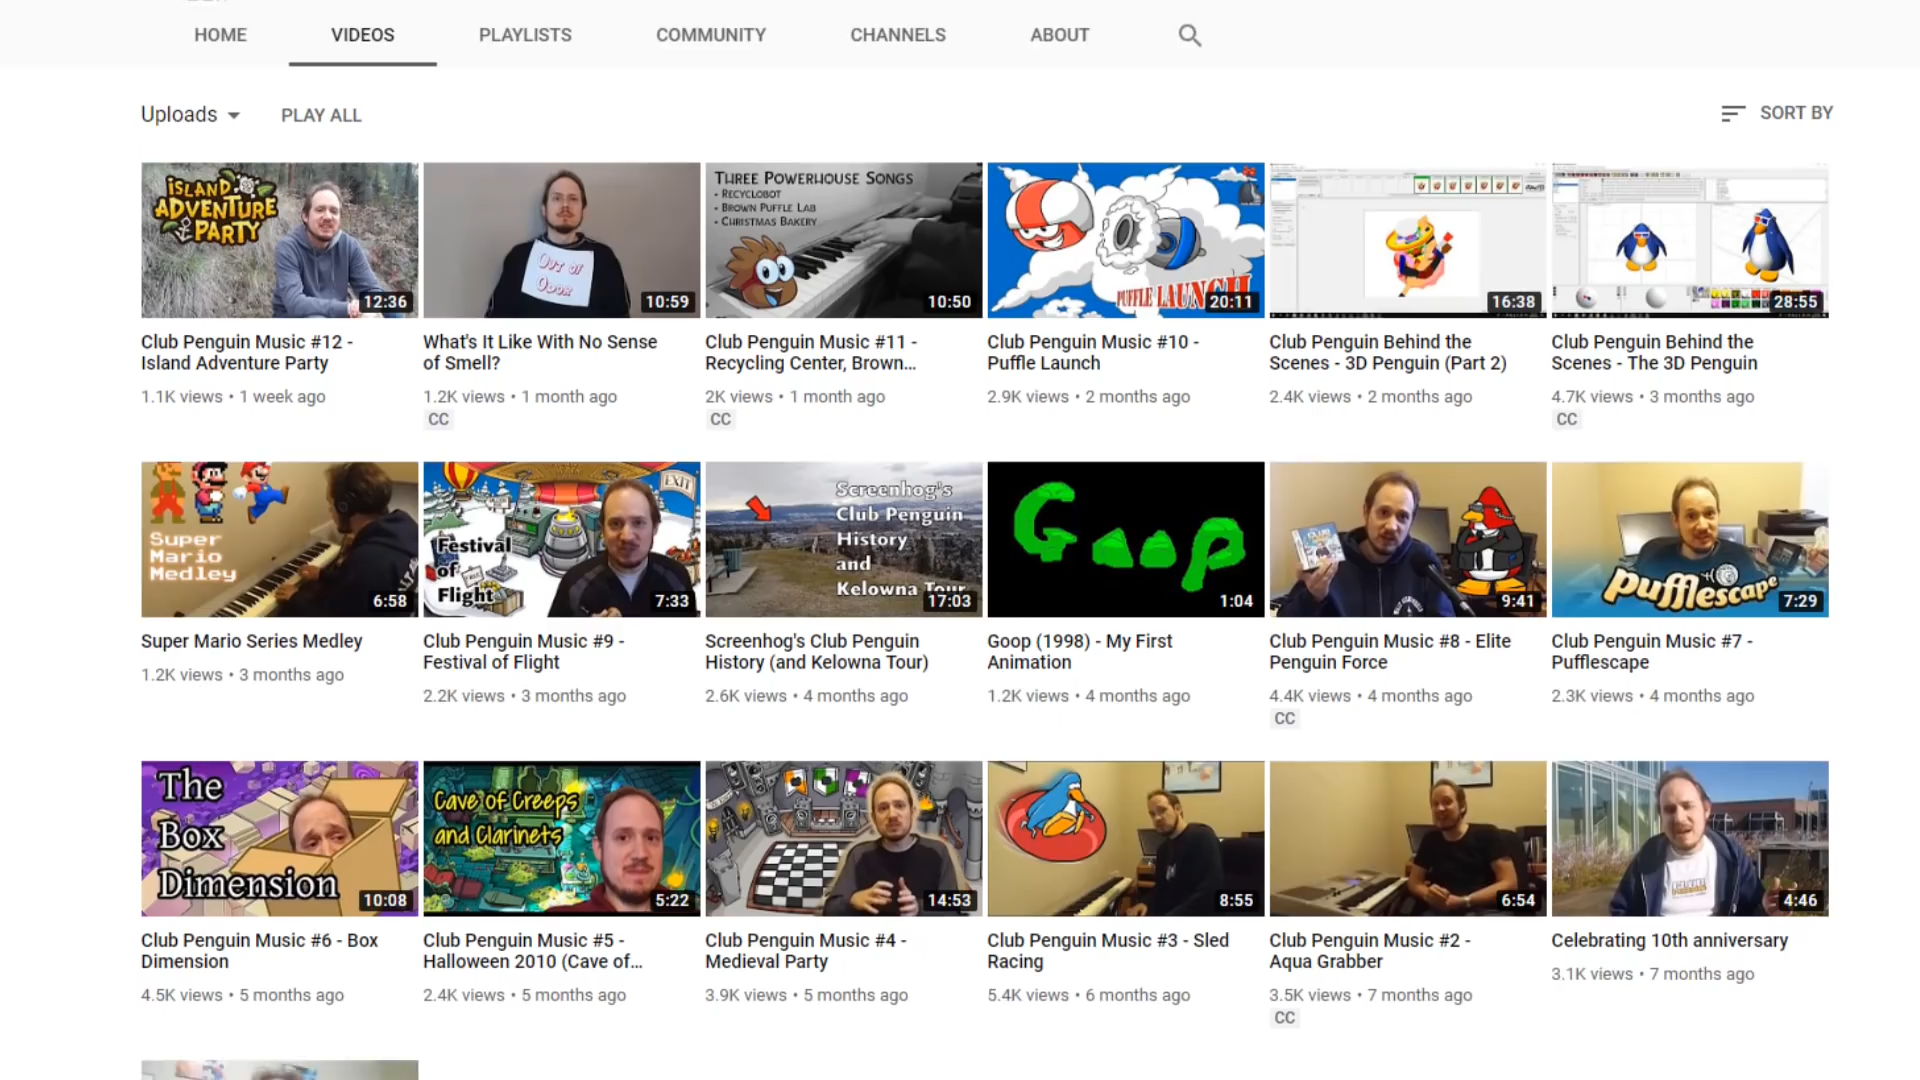 HOME VIDEOS PLAYLISTS COMMUNITY CHANNELS ABOUT
Uploads PLAY ALL SORT BY
ISLAND
ADVENTURE
PARTY
12:36
OUT OF
ODOR
10:59
THREE POWERHOUSE SONGS
- RECYCLOBOT
- BROWN PUFFLE LAB
- CHRISTMAS BAKERY
10:50
PUFFLE LAUNCH
20:11
16:38
28:55
Club Penguin Music #12 -
Island Adventure Party
1.1K views • 1 week ago
What's It Like With No Sense
of Smell?
1.2K views • 1 month ago
CC
Club Penguin Music #11 -
Recycling Center, Brown...
2K views • 1 month ago
CC
Club Penguin Music #10 -
Puffle Launch
2.9K views • 2 months ago
Club Penguin Behind the
Scenes - 3D Penguin (Part 2)
2.4K views • 2 months ago
Club Penguin Behind the
Scenes - The 3D Penguin
4.7K views • 3 months ago
CC
Super
Mario
Medley
6:58
EXIT
Festival
of
Flight
7:33
Screenhog's
Club Penguin
History
and
Kelowna Tour
17:03
Goop
1:04
9:41
pufflescape
7:29
Super Mario Series Medley
1.2K views • 3 months ago
Club Penguin Music #9 -
Festival of Flight
2.2K views • 3 months ago
Screenhog's Club Penguin
History (and Kelowna Tour)
2.6K views • 4 months ago
Goop (1998) - My First
Animation
1.2K views • 4 months ago
Club Penguin Music #8 - Elite
Penguin Force
4.4K views • 4 months ago
CC
Club Penguin Music #7 -
Pufflescape
2.3K views • 4 months ago
The
Box
Dimension
10:08
Cave of Creeps
and Clarinets
5:22
14:53
8:55
6:54
4:46
Club Penguin Music #6 - Box
Dimension
4.5K views • 5 months ago
Club Penguin Music #5 -
Halloween 2010 (Cave of...
2.4K views • 5 months ago
Club Penguin Music #4 -
Medieval Party
3.9K views • 5 months ago
Club Penguin Music #3 - Sled
Racing
5.4K views • 6 months ago
Club Penguin Music #2 -
Aqua Grabber
3.5K views • 7 months ago
CC
Celebrating 10th anniversary
3.1K views • 7 months ago